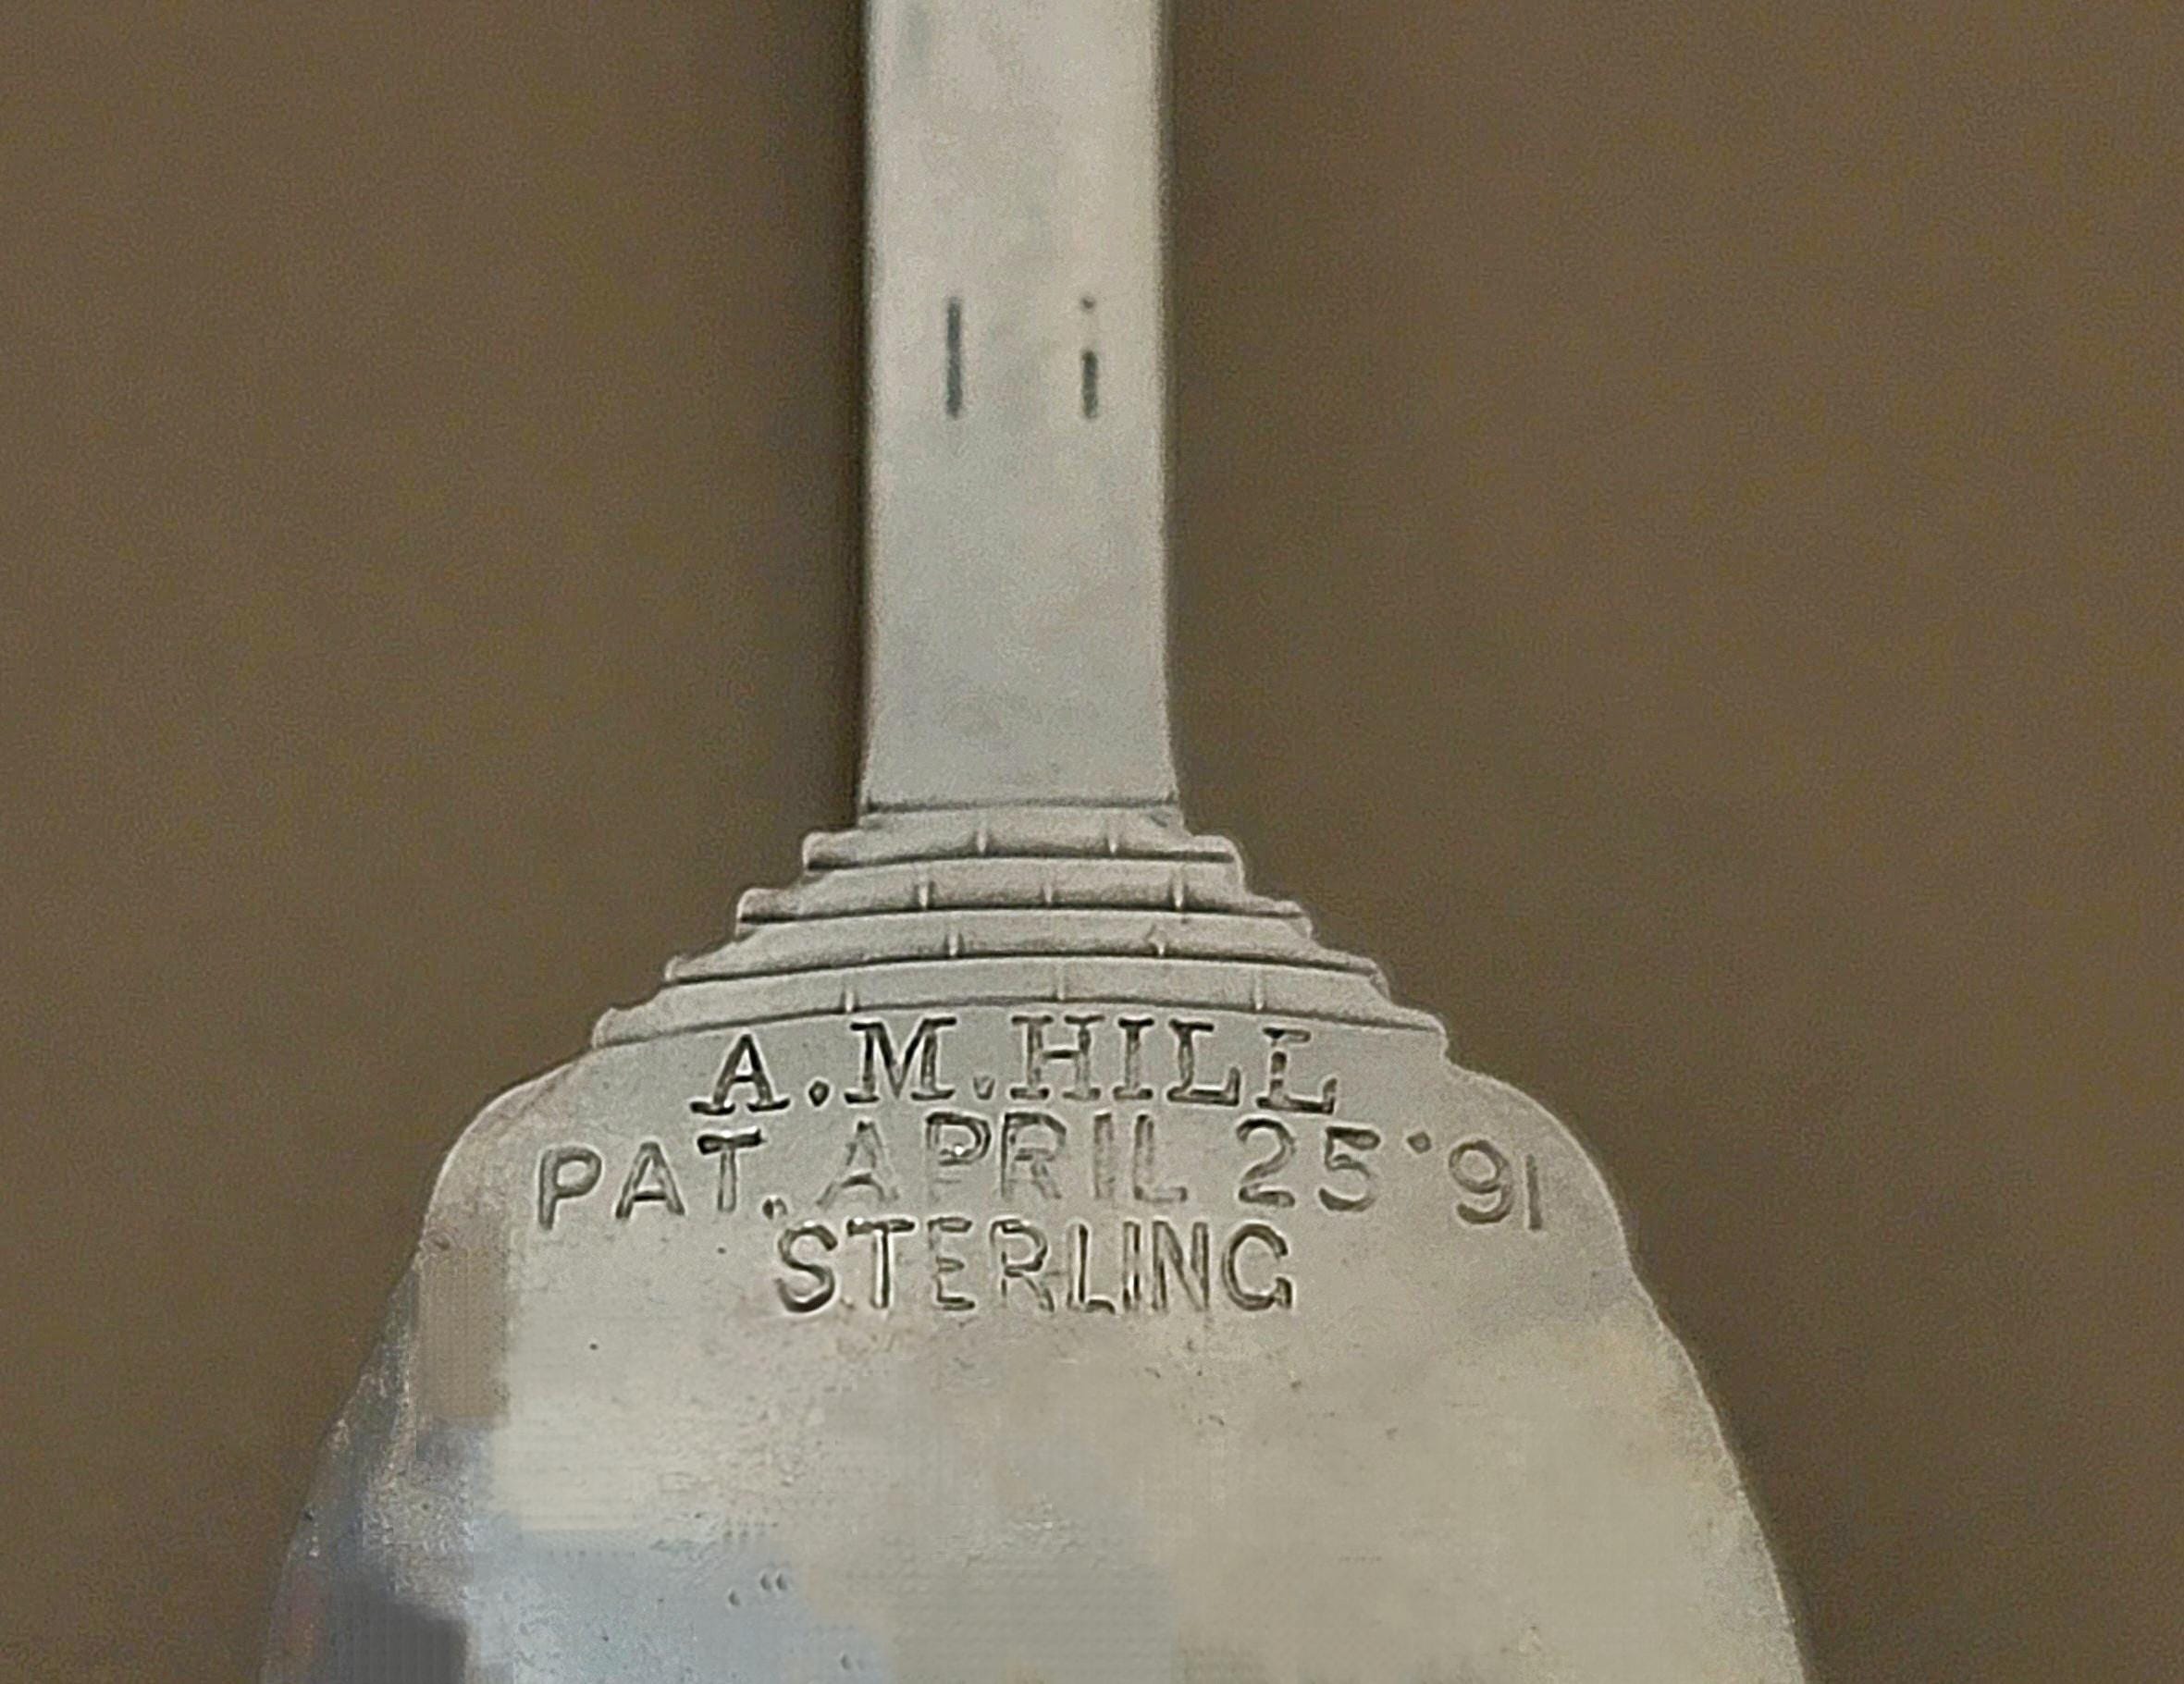 A.M.HILL
PAT. APRIL 25'91
STERLING